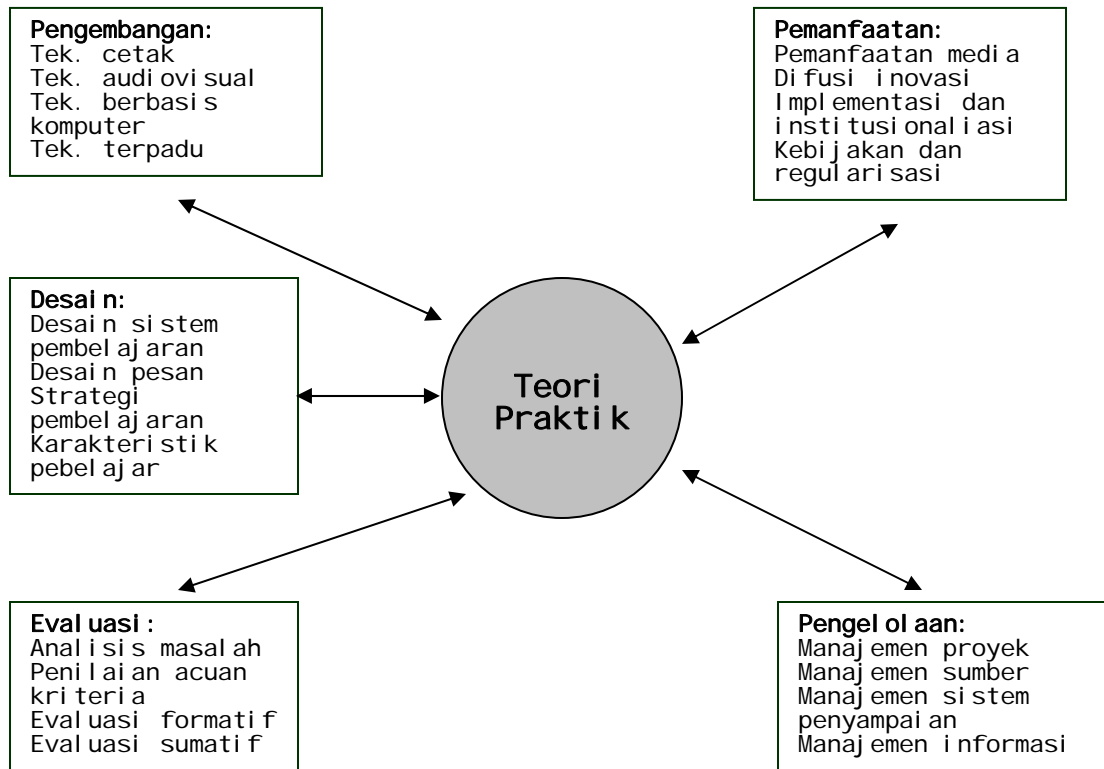 Pengembangan:
Tek. cetak
Tek. audiovisual
Tek. berbasis
komputer
Tek. terpadu
Pemanfaatan:
Pemanfaatan media
Difusi inovasi
Implementasi dan
institusionaliasi
Kebijakan dan
regularisasi
Desain:
Desain sistem
pembelajaran
Desain pesan
Strategi
pembelajaran
Karakteristik
pebelajar
Teori
Praktik
Evaluasi:
Analisis masalah
Penilaian acuan
kriteria
Evaluasi formatif
Evaluasi sumatif
Pengelolaan:
Manajemen proyek
Manajemen sumber
Manajemen sistem
penyampaian
Manajemen informasi